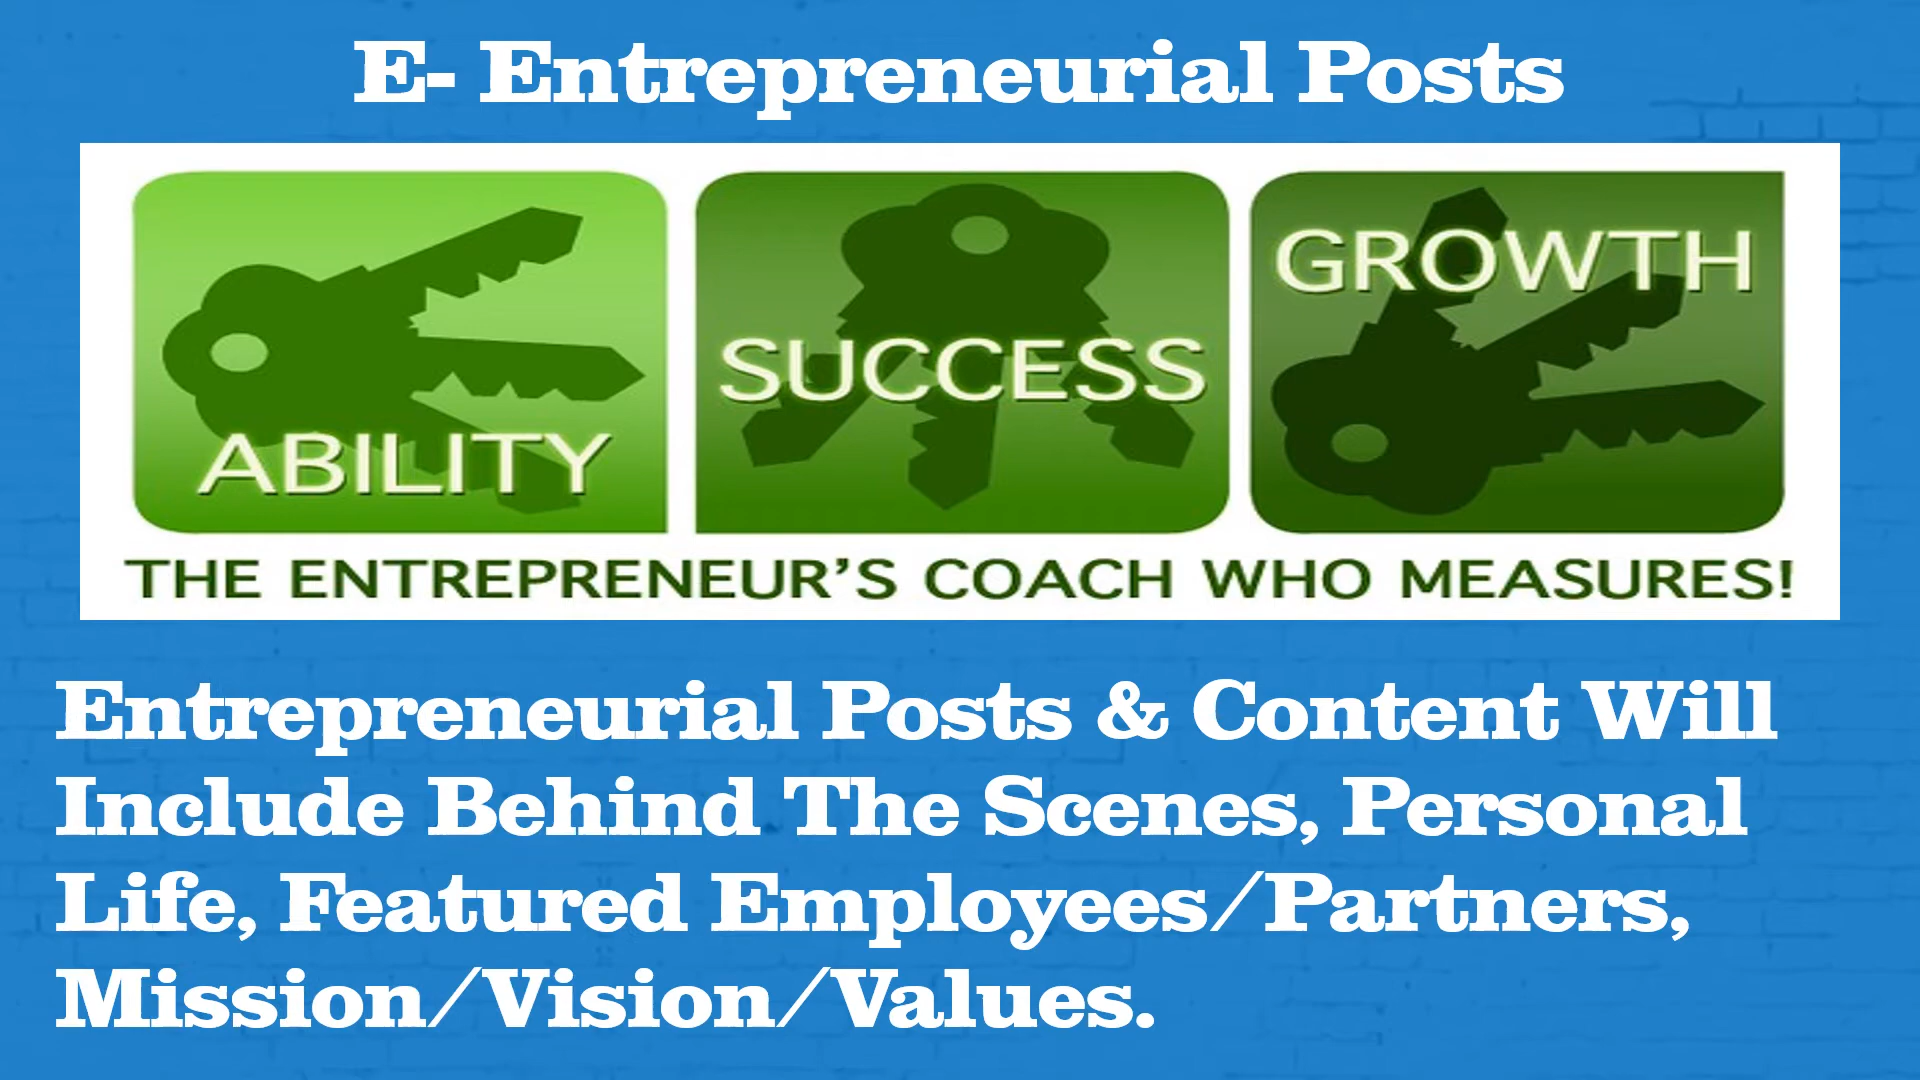 E- Entrepreneurial Posts
ABILITY
SUCCESS
GROWTH
THE ENTREPRENEUR’S COACH WHO MEASURES!
Entrepreneurial Posts & Content Will
Include Behind The Scenes, Personal
Life, Featured Employees/Partners,
Mission/Vision/Values.